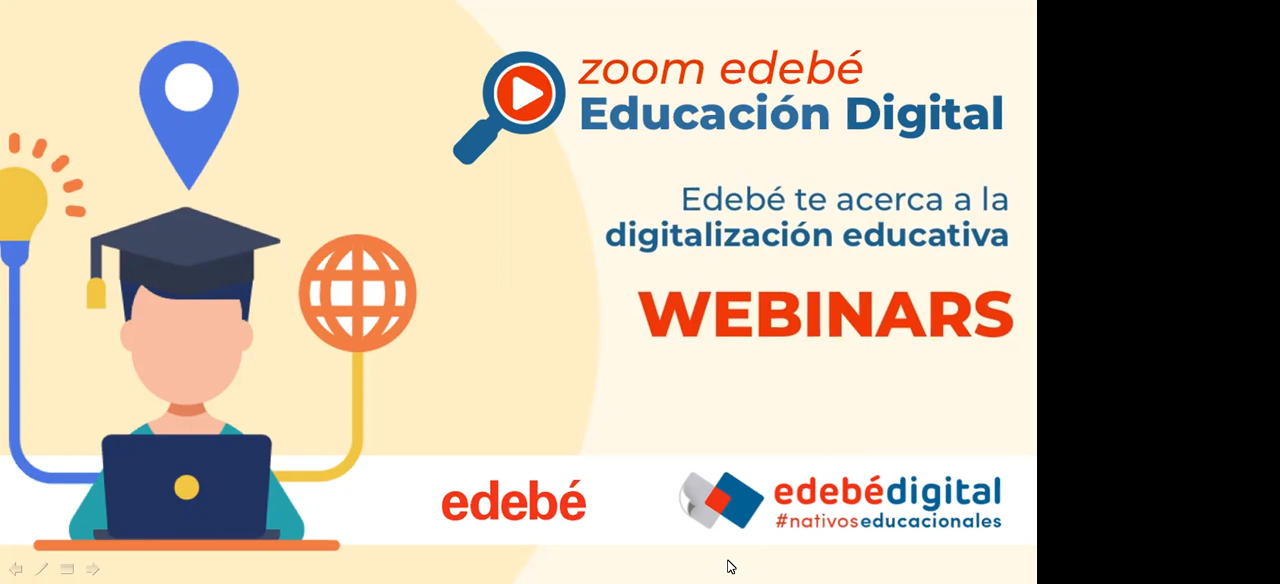 zoom edebé
Educación Digital
Edebé te acerca a la
digitalización educativa
WEBINARS
edebé
edebédigital
#nativoseducacionales